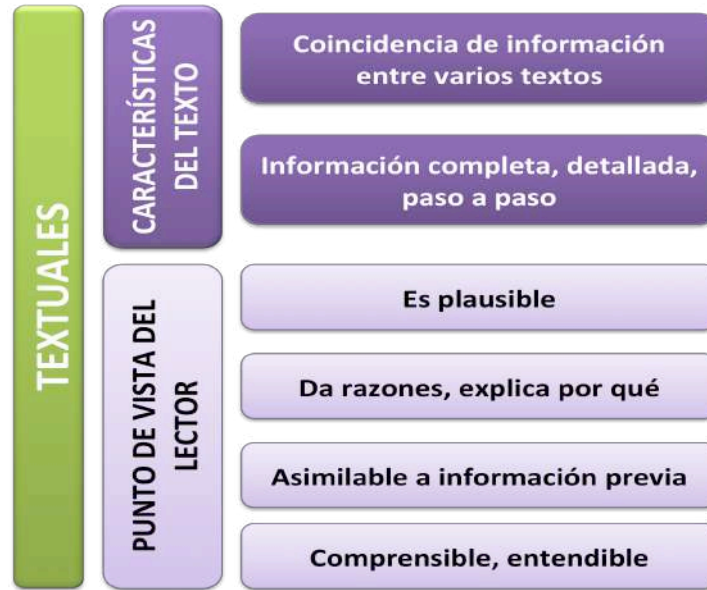 TEXTUALES
CARACTERÍSTICAS
DEL TEXTO
Coincidencia de información
entre varios textos
Información completa, detallada,
paso a paso
PUNTO DE VISTA DEL
LECTOR
Es plausible
Da razones, explica por qué
Asimilable a información previa
Comprensible, entendible